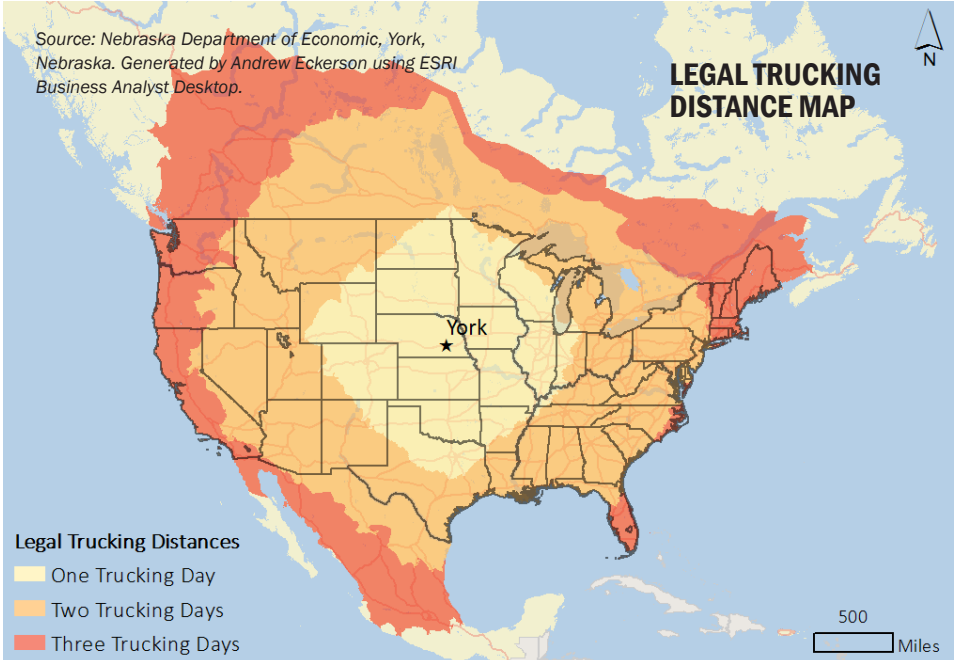 Source: Nebraska Department of Economic, York,
Nebraska. Generated by Andrew Eckerson using ESRI
Business Analyst Desktop.
N
LEGAL TRUCKING
DISTANCE MAP
York
Legal Trucking Distances
One Trucking Day
Two Trucking Days
Three Trucking Days
500
Miles